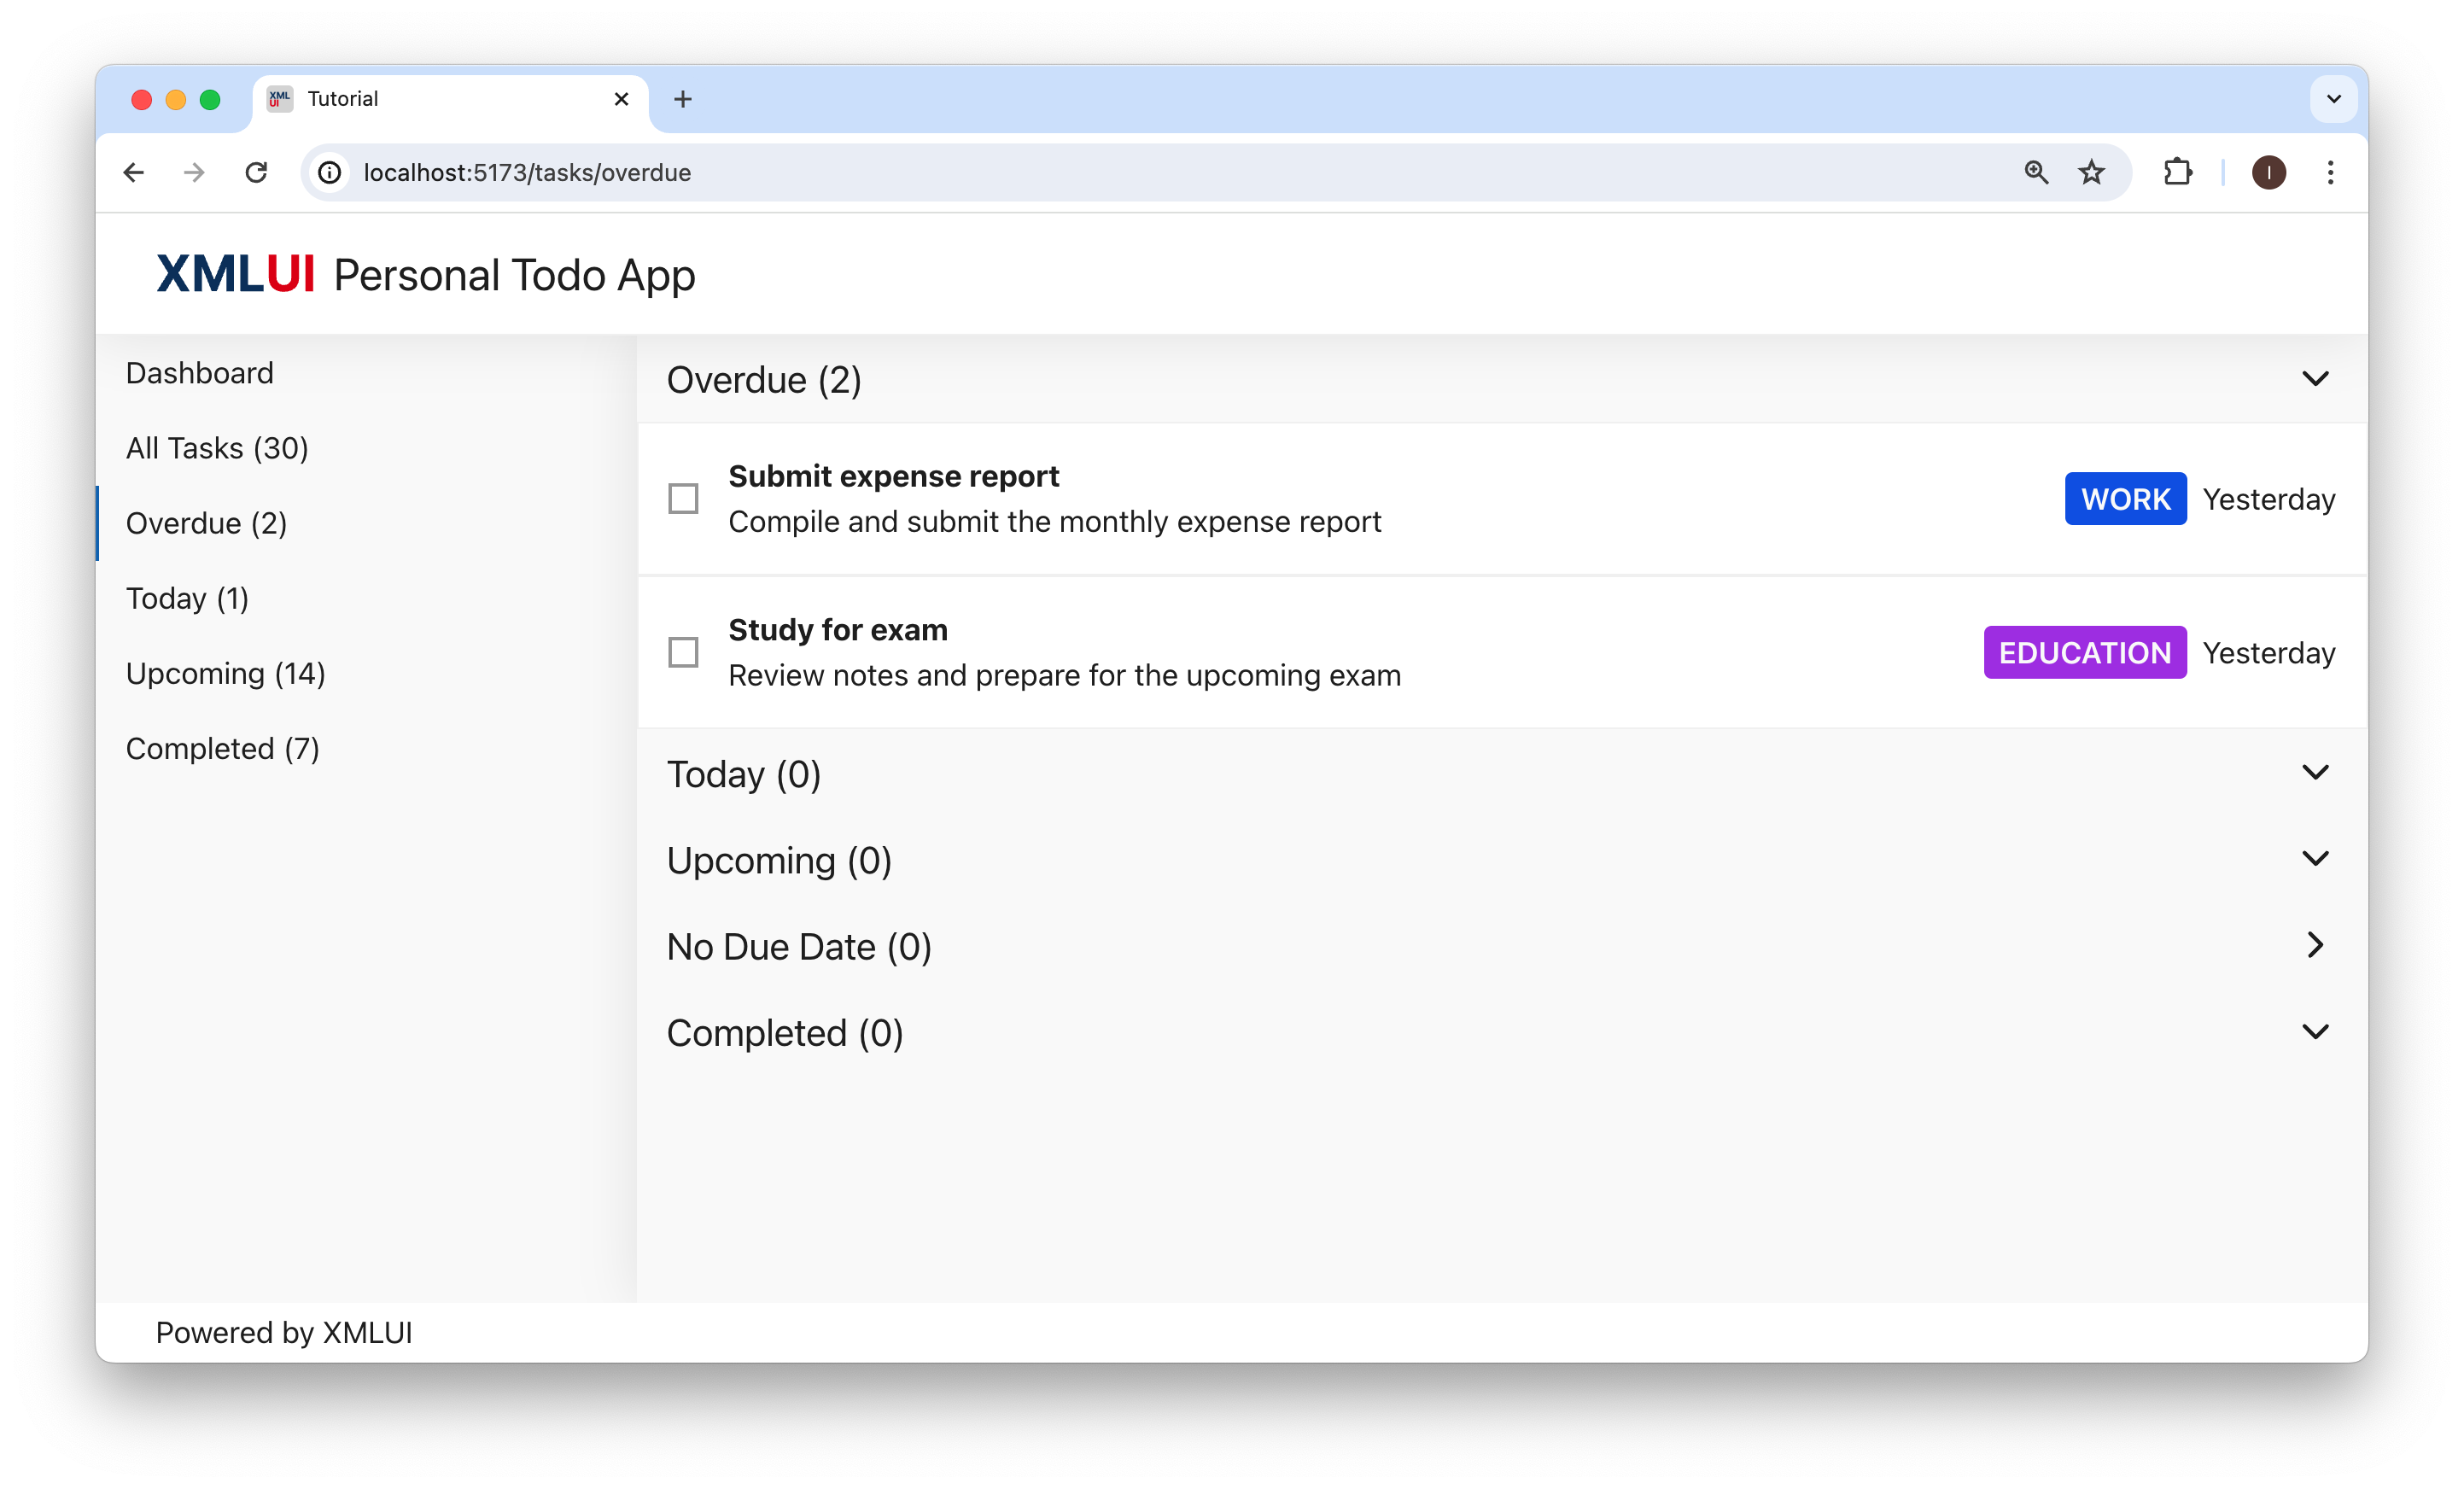 XML UI Tutorial
localhost:5173/tasks/overdue
I
XMLUI Personal Todo App
Dashboard
All Tasks (30)
Overdue (2)
Today (1)
Upcoming (14)
Completed (7)
Overdue (2)
Submit expense report
Compile and submit the monthly expense report
WORK Yesterday
Study for exam
Review notes and prepare for the upcoming exam
EDUCATION Yesterday
Today (0)
Upcoming (0)
No Due Date (0)
Completed (0)
Powered by XMLUI